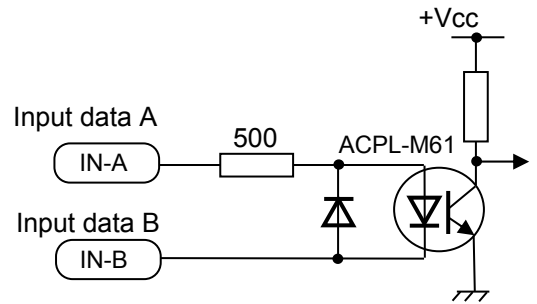 +Vcc
Input data A
500
ACPL-M61
IN-A
Input data B
IN-B